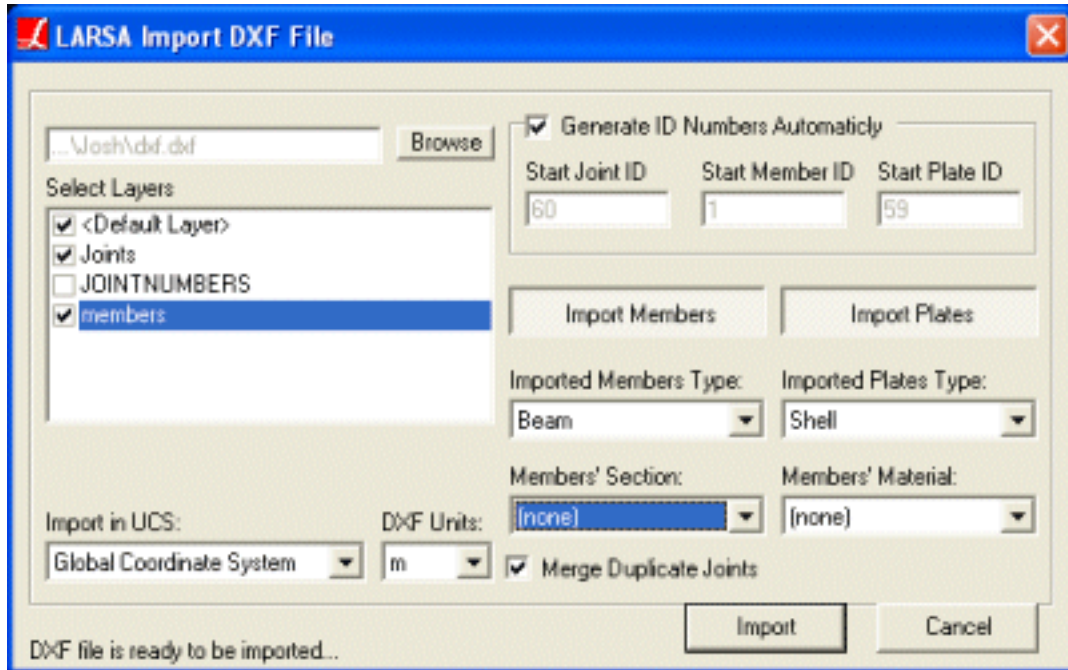 LARSA Import DXF File
...\Josh\dxf.dxf
Browse
Select Layers
<Default Layer>
Joints
JOINTNUMBERS
members
Import in UCS:
DXF Units:
Global Coordinate System
m
Generate ID Numbers Automaticly
Start Joint ID
Start Member ID
Start Plate ID
60
1
59
Import Members
Import Plates
Imported Members Type:
Imported Plates Type:
Beam
Shell
Members' Section:
Members' Material:
(none)
(none)
Merge Duplicate Joints
Import
Cancel
DXF file is ready to be imported...